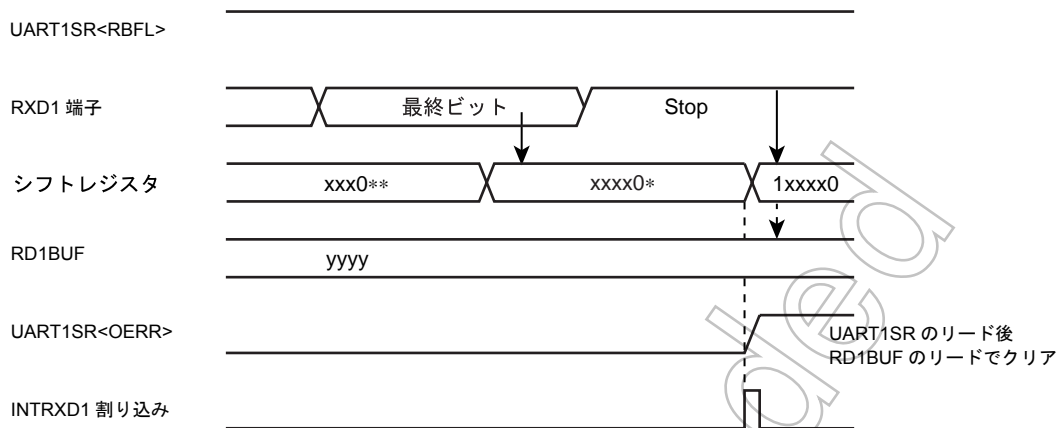 UART1SR<RBFL>
RXD1 端子
最終ビット
Stop
シフトレジスタ
xxx0**
xxxx0*
1xxxx0
RD1BUF
yyyy
UART1SR<OERR>
UART1SR のリード後
RD1BUF のリードでクリア
INTRXD1 割り込み
ded